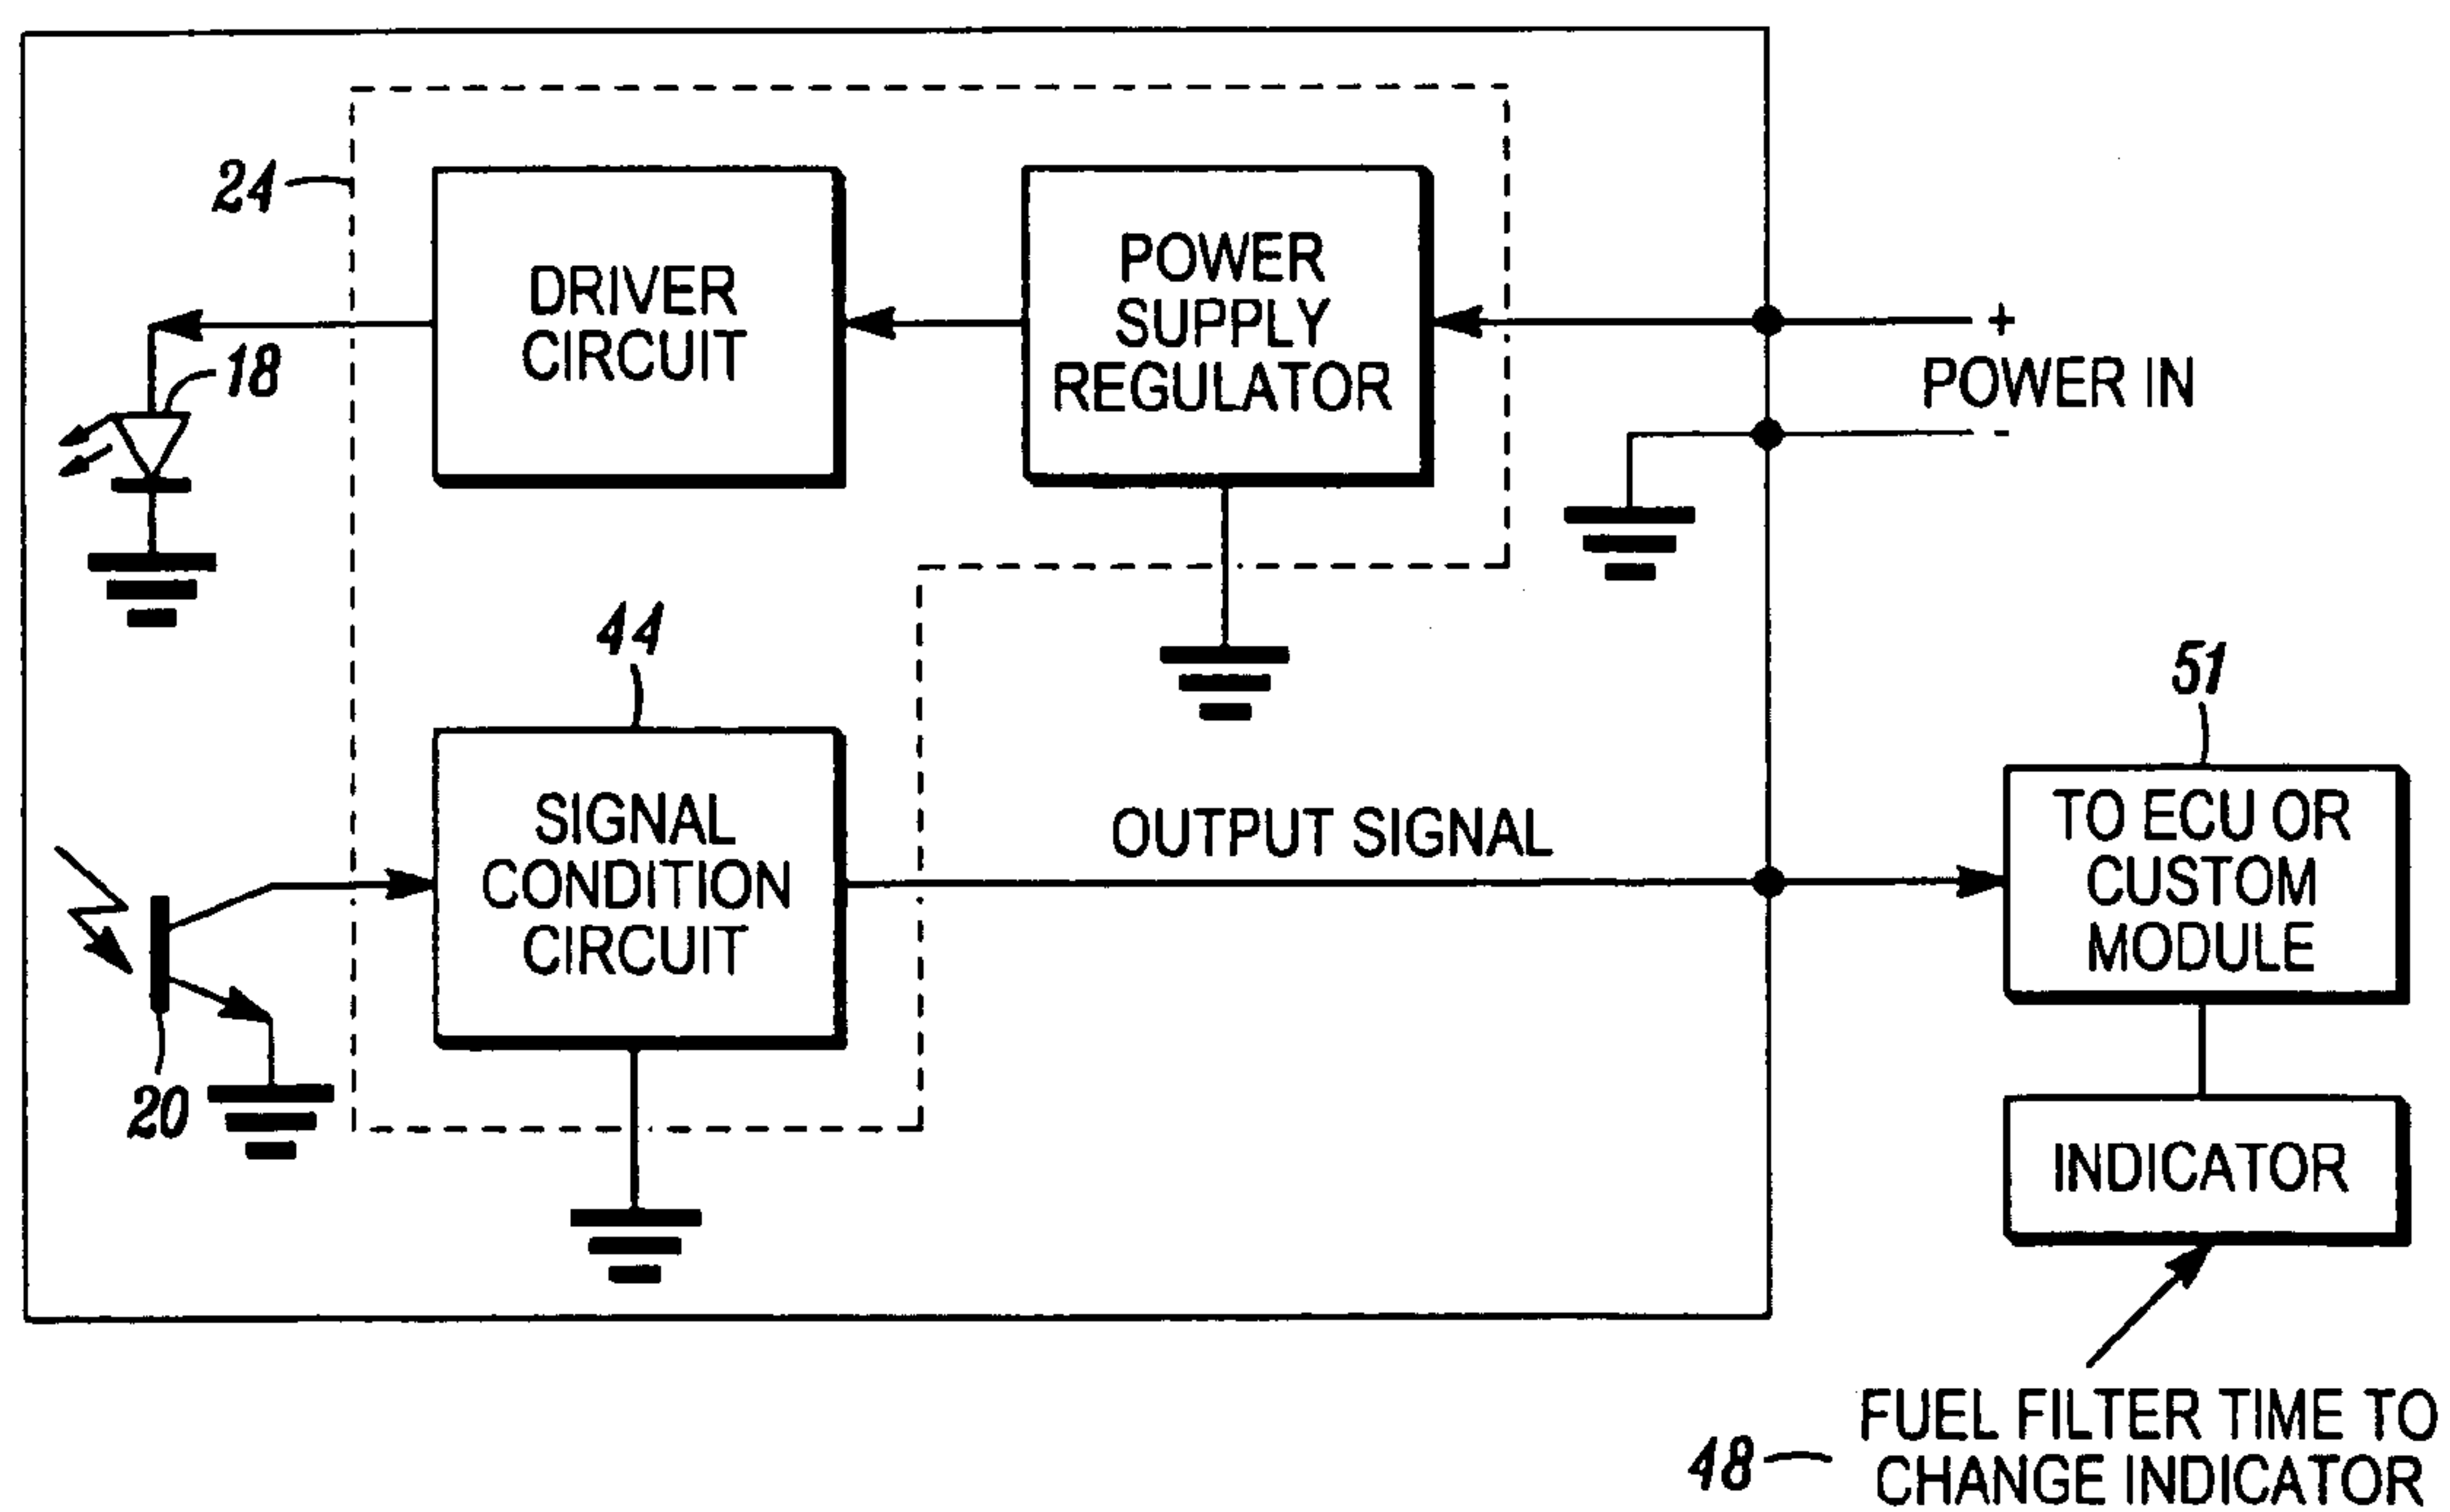 24
DRIVER
CIRCUIT
POWER
SUPPLY
REGULATOR
+
POWER IN
-
18
44
SIGNAL
CONDITION
CIRCUIT
OUTPUT SIGNAL
51
TO ECU OR
CUSTOM
MODULE
20
INDICATOR
48
FUEL FILTER TIME TO
CHANGE INDICATOR